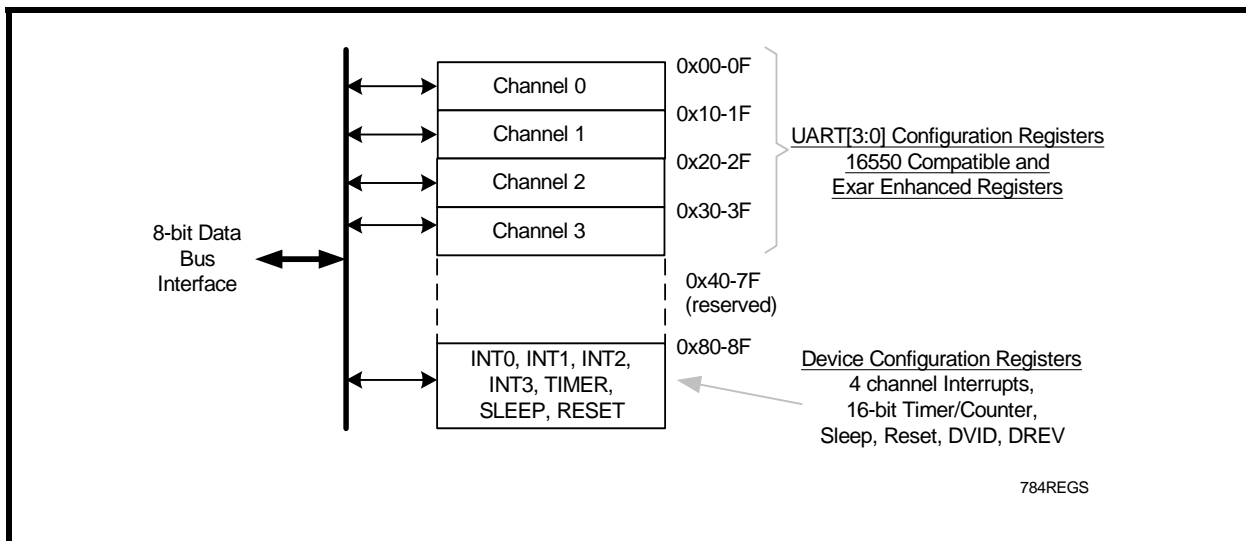 0x00-0F
Channel 0
0x10-1F
Channel 1
0x20-2F
Channel 2
0x30-3F
Channel 3
UART[3:0] Configuration Registers
16550 Compatible and
Exar Enhanced Registers
8-bit Data
Bus
Interface
0x40-7F
(reserved)
0x80-8F
INT0, INT1, INT2,
INT3, TIMER,
SLEEP, RESET
Device Configuration Registers
4 channel Interrupts,
16-bit Timer/Counter,
Sleep, Reset, DVID, DREV
784REGS